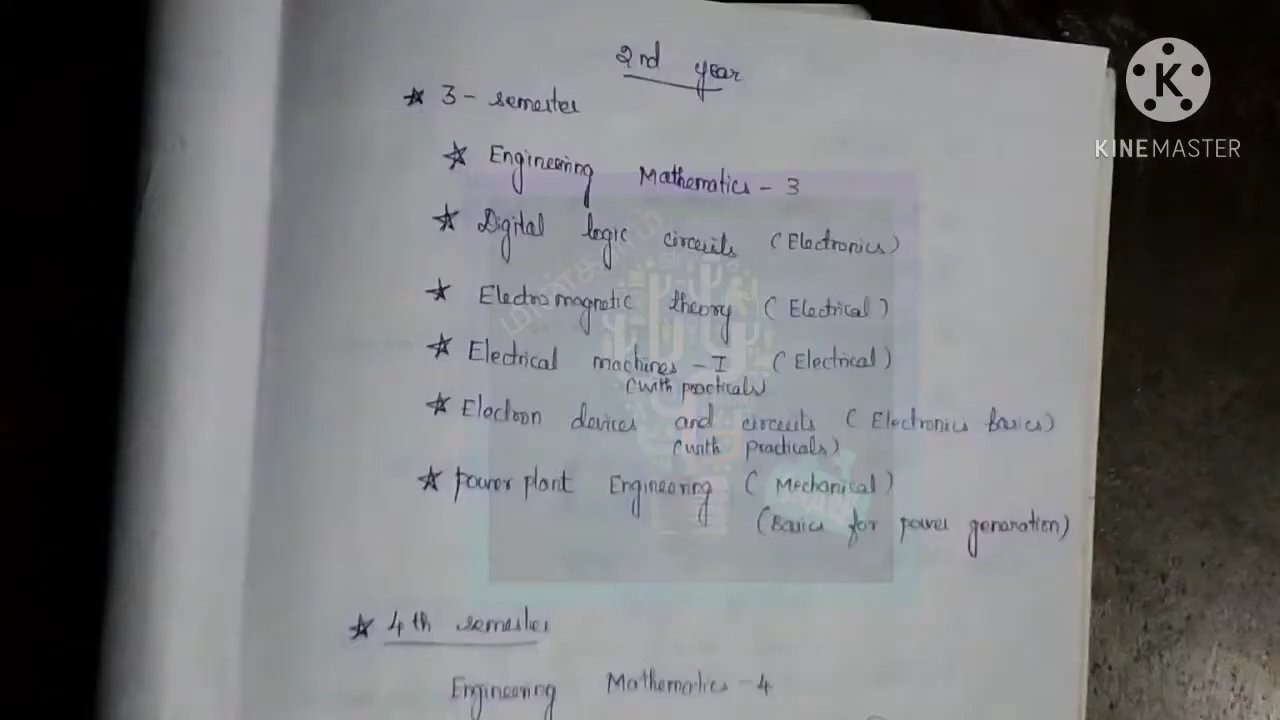 2nd year
* 3 - semester
* Engineering Mathematics - 3
* Digital logic circuits (Electronics)
* Electromagnetic theory (Electrical)
* Electrical machines - I (Electrical)
(with practicals)
* Electron devices and circuits (Electronics basics)
(with practicals)
* power plant Engineering (Mechanical)
(Basics for power generation)
* 4th semester
Engineering Mathematics - 4
K
KINEMASTER